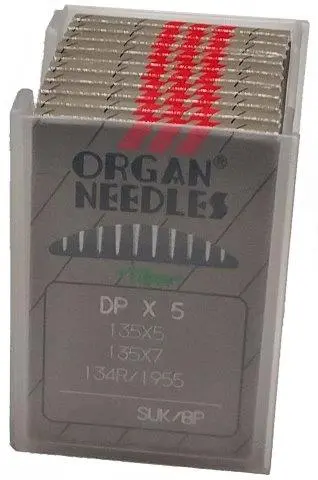 ORGAN®
NEEDLES
DP X 5
135X5
135X7
134R/1955
SUK/BP